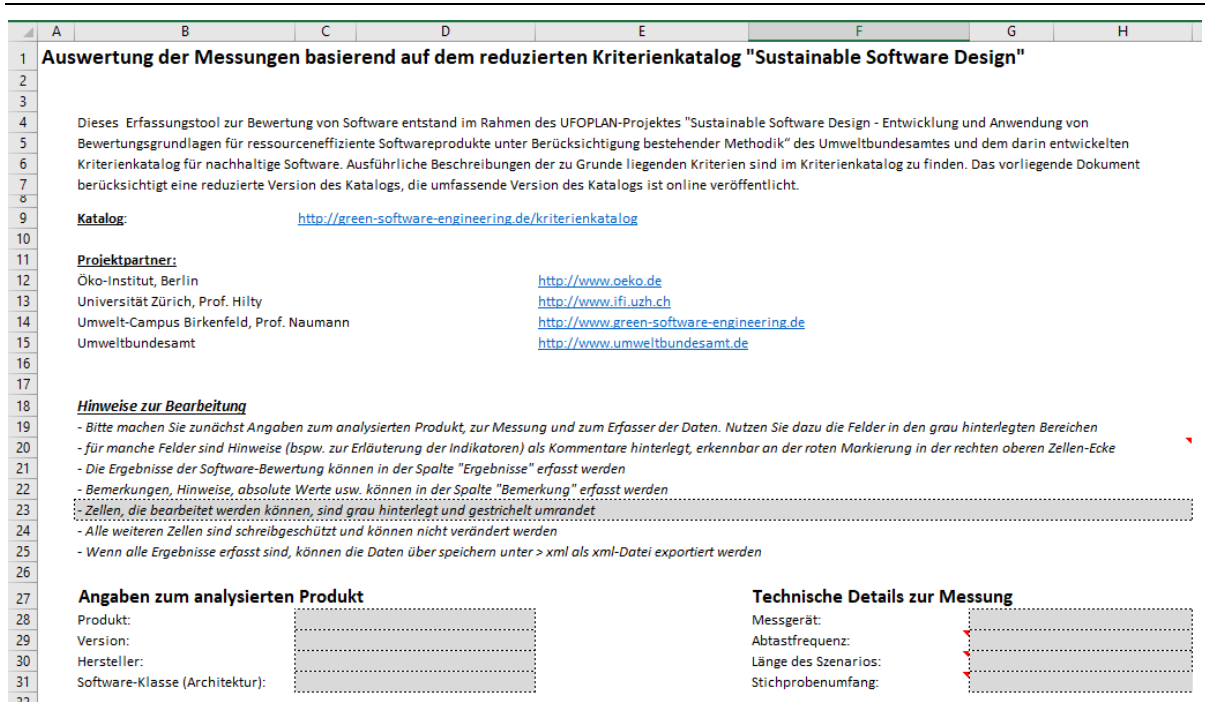 A B C D E F G H
1 Auswertung der Messungen basierend auf dem reduzierten Kriterienkatalog "Sustainable Software Design"
2
3
4 Dieses Erfassungstool zur Bewertung von Software entstand im Rahmen des UFOPLAN-Projektes "Sustainable Software Design - Entwicklung und Anwendung von
5 Bewertungsgrundlagen für ressourceneffiziente Softwareprodukte unter Berücksichtigung bestehender Methodik“ des Umweltbundesamtes und dem darin entwickelten
6 Kriterienkatalog für nachhaltige Software. Ausführliche Beschreibungen der zu Grunde liegenden Kriterien sind im Kriterienkatalog zu finden. Das vorliegende Dokument
7 berücksichtigt eine reduzierte Version des Katalogs, die umfassende Version des Katalogs ist online veröffentlicht.
8
9 Katalog: http://green-software-engineering.de/kriterienkatalog
10
11 Projektpartner:
12 Öko-Institut, Berlin http://www.oeko.de
13 Universität Zürich, Prof. Hilty http://www.ifi.uzh.ch
14 Umwelt-Campus Birkenfeld, Prof. Naumann http://www.green-software-engineering.de
15 Umweltbundesamt http://www.umweltbundesamt.de
16
17
18 Hinweise zur Bearbeitung
19 - Bitte machen Sie zunächst Angaben zum analysierten Produkt, zur Messung und zum Erfasser der Daten. Nutzen Sie dazu die Felder in den grau hinterlegten Bereichen
20 - für manche Felder sind Hinweise (bspw. zur Erläuterung der Indikatoren) als Kommentare hinterlegt, erkennbar an der roten Markierung in der rechten oberen Zellen-Ecke
21 - Die Ergebnisse der Software-Bewertung können in der Spalte "Ergebnisse" erfasst werden
22 - Bemerkungen, Hinweise, absolute Werte usw. können in der Spalte "Bemerkung" erfasst werden
23 - Zellen, die bearbeitet werden können, sind grau hinterlegt und gestrichelt umrandet
24 - Alle weiteren Zellen sind schreibgeschützt und können nicht verändert werden
25 - Wenn alle Ergebnisse erfasst sind, können die Daten über speichern unter > xml als xml-Datei exportiert werden
26
27 Angaben zum analysierten Produkt Technische Details zur Messung
28 Produkt: Messgerät:
29 Version: Abtastfrequenz:
30 Hersteller: Länge des Szenarios:
31 Software-Klasse (Architektur): Stichprobenumfang:
32